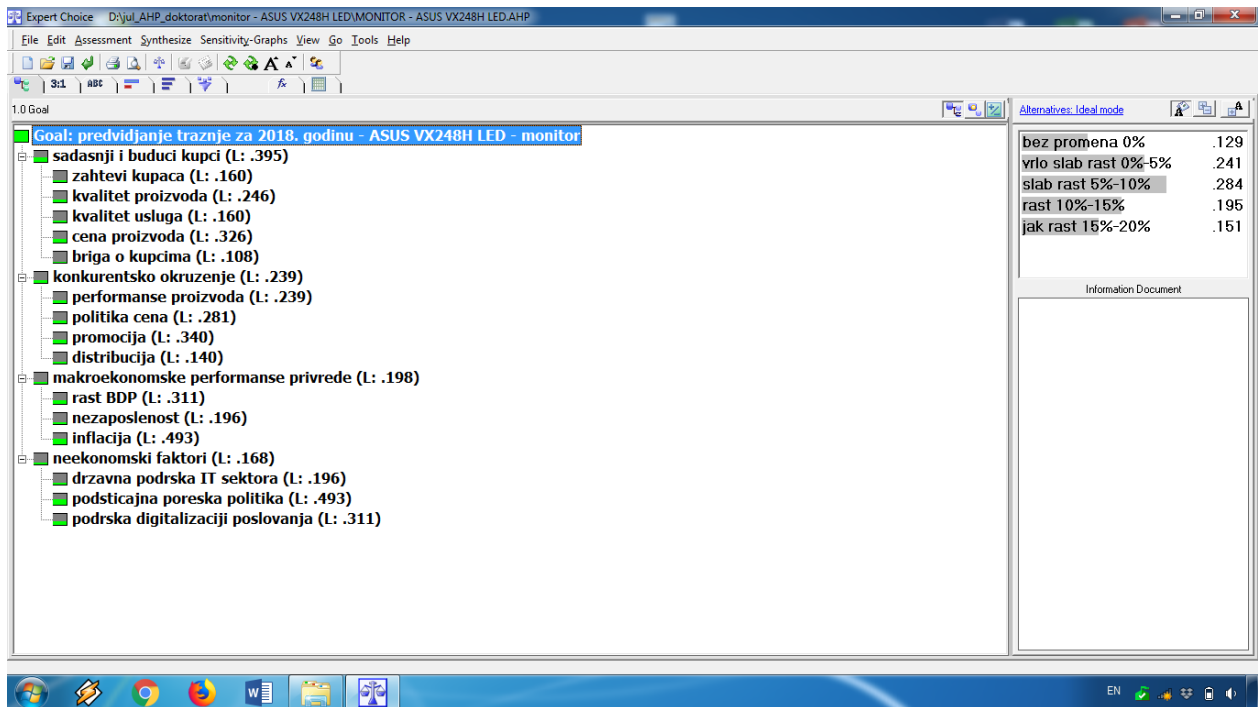 Expert Choice D:\jul_AHP_doktorat\monitor - ASUS VX248H LED\MONITOR - ASUS VX248H LED.AHP
File Edit Assessment Synthesize Sensitivity-Graphs View Go Tools Help
3:1 ABC fx
1.0 Goal
Alternatives: Ideal mode
Goal: predvidjanje traznje za 2018. godinu - ASUS VX248H LED - monitor
sadasnji i buduci kupci (L: .395)
zahtevi kupaca (L: .160)
kvalitet proizvoda (L: .246)
kvalitet usluga (L: .160)
cena proizvoda (L: .326)
briga o kupcima (L: .108)
konkurentsko okruzenje (L: .239)
performanse proizvoda (L: .239)
politika cena (L: .281)
promocija (L: .340)
distribucija (L: .140)
makroekonomske performanse privrede (L: .198)
rast BDP (L: .311)
nezaposlenost (L: .196)
inflacija (L: .493)
neekonomski faktori (L: .168)
drzavna podrska IT sektora (L: .196)
podsticajna poreska politika (L: .493)
podrska digitalizaciji poslovanja (L: .311)
bez promena 0% .129
vrlo slab rast 0%-5% .241
slab rast 5%-10% .284
rast 10%-15% .195
jak rast 15%-20% .151
Information Document
EN